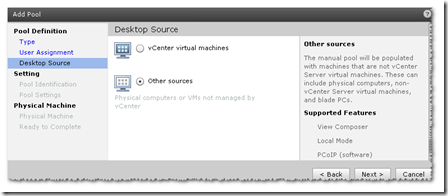 Add Pool
Pool Definition
Type
User Assignment
Desktop Source
Setting
Pool Identification
Pool Settings
Physical Machine
Physical Machine
Ready to Complete
Desktop Source
vCenter virtual machines
Other sources
Physical computers or VMs not managed by
vCenter
Other sources
The manual pool will be populated
with machines that are not vCenter
Server virtual machines. These can
include physical computers, non-
vCenter Server virtual machines,
and blade PCs.
Supported Features
View Composer
Local Mode
PCoIP (software)
< Back
Next >
Cancel